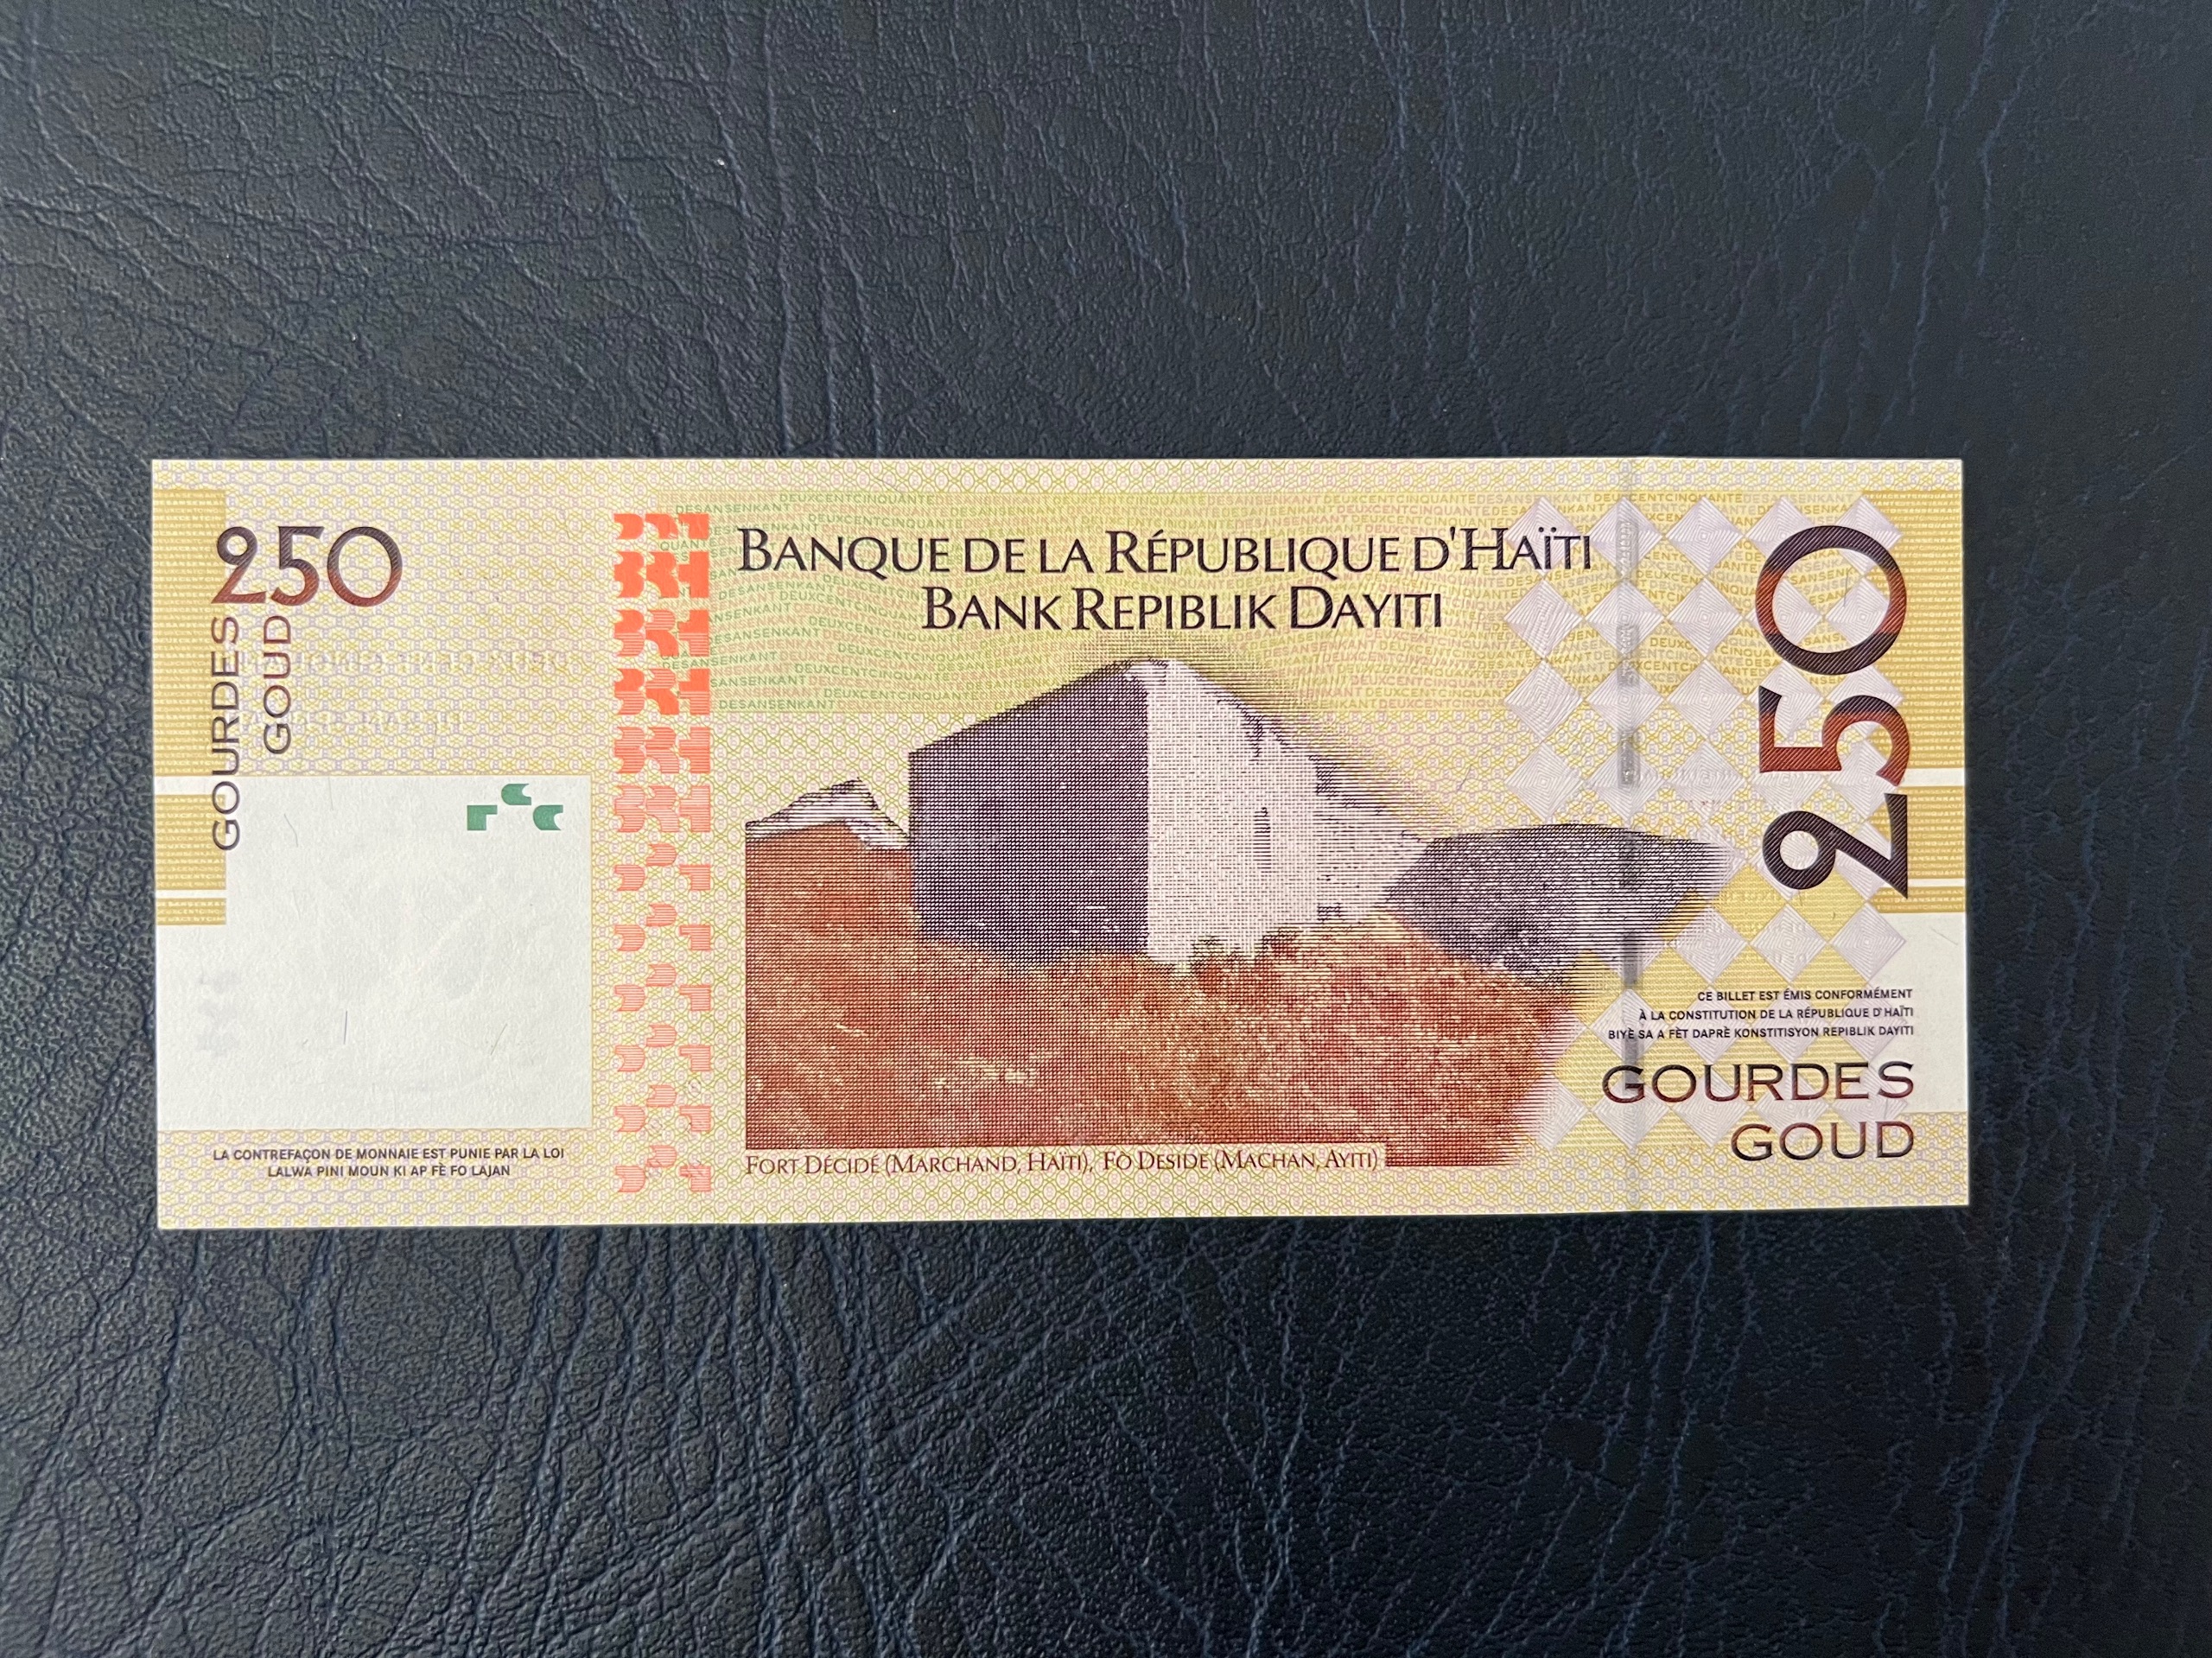 250
GOURDES
GOUD
BANQUE DE LA RÉPUBLIQUE D'HAÏTI
BANK REPIBLIK DAYITI
250
CE BILLET EST ÉMIS CONFORMÉMENT
À LA CONSTITUTION DE LA RÉPUBLIQUE D'HAÏTI
BIYÈ SA A FÈT DAPRÈ KONSTITISYON REPIBLIK DAYITI
GOURDES
GOUD
LA CONTREFAÇON DE MONNAIE EST PUNIE PAR LA LOI
LALWA PINI MOUN KI AP FÈ FO LAJAN
FORT DÉCIDÉ (MARCHAND, HAÏTI), FÒ DESIDE (MACHAN, AYITI)